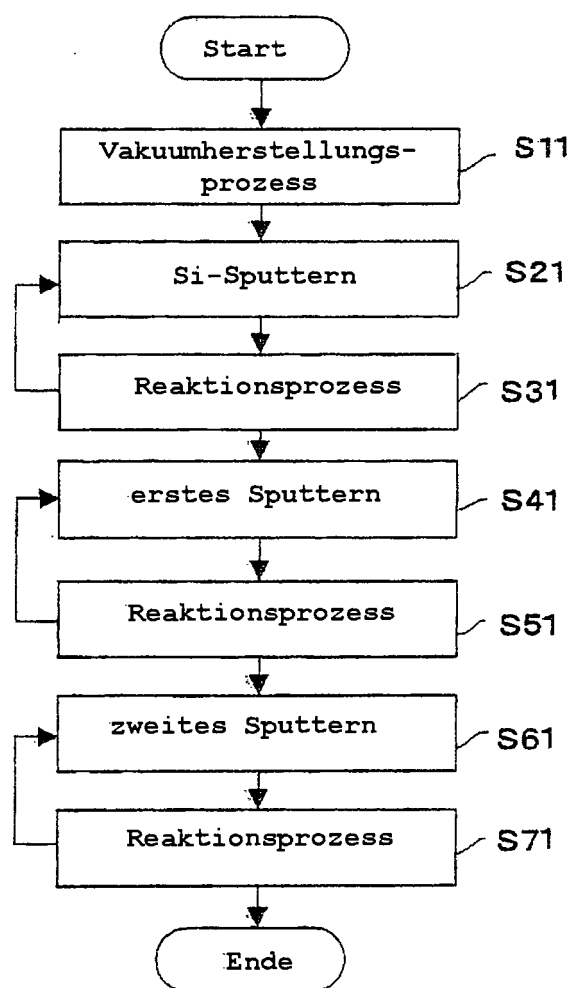 Start
Vakuumherstellungs-
prozess
S11
Si-Sputtern
S21
Reaktionsprozess
S31
erstes Sputtern
S41
Reaktionsprozess
S51
zweites Sputtern
S61
Reaktionsprozess
S71
Ende